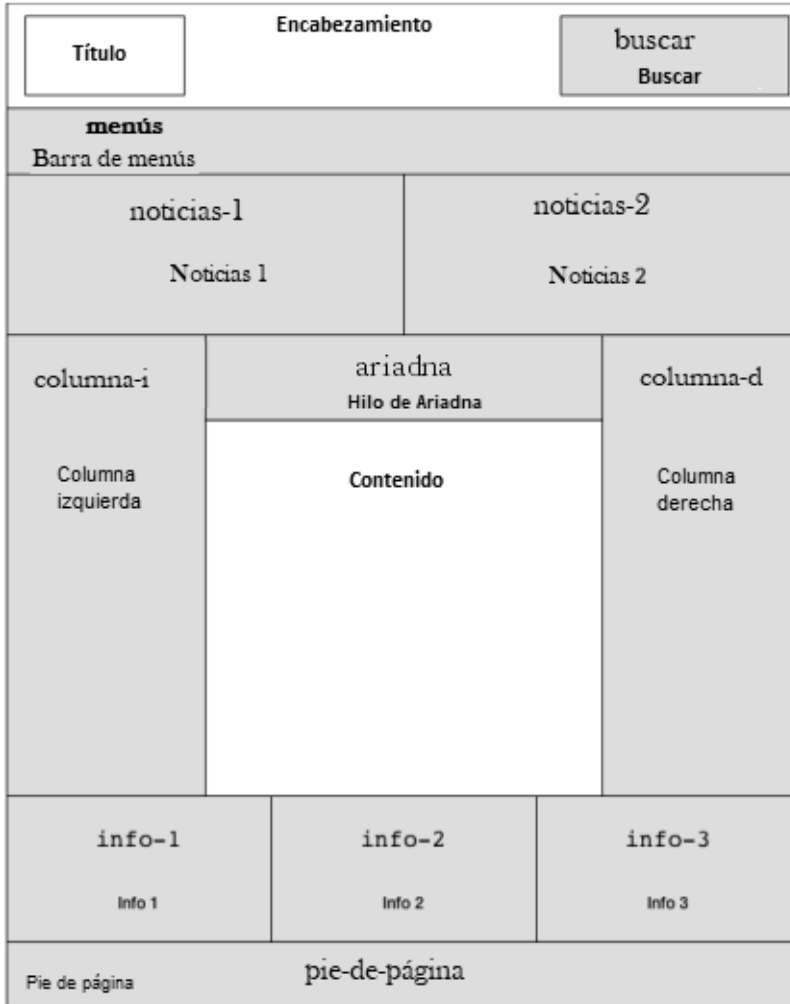 Encabezamiento
Título
buscar
Buscar
menús
Barra de menús
noticias-1
Noticias 1
noticias-2
Noticias 2
columna-i
Columna
izquierda
ariadna
Hilo de Ariadna
Contenido
columna-d
Columna
derecha
info-1
Info 1
info-2
Info 2
info-3
Info 3
Pie de página
pie-de-página